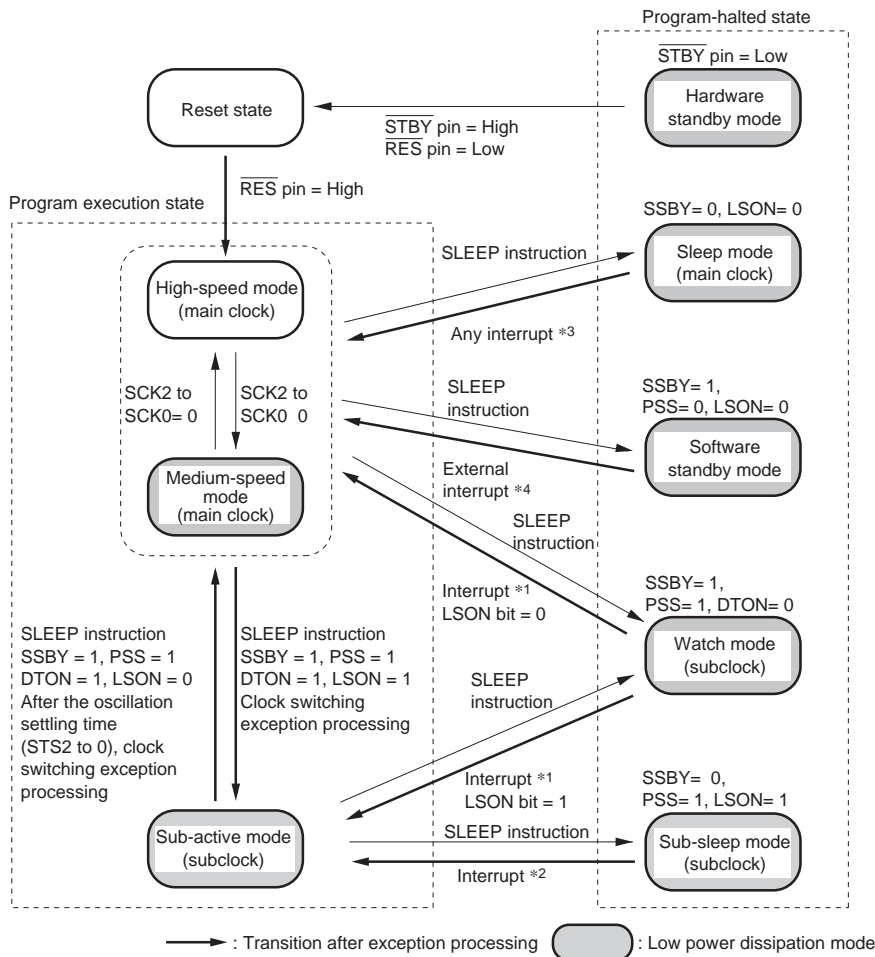 Program-halted state
STBY pin = Low
Hardware
standby mode
Reset state
STBY pin = High
RES pin = Low
RES pin = High
Program execution state
SSBY= 0, LSON= 0
Sleep mode
(main clock)
SLEEP instruction
High-speed mode
(main clock)
Any interrupt *3
SCK2 to
SCK0= 0
SCK2 to
SCK0 0
SLEEP
instruction
SSBY= 1,
PSS= 0, LSON= 0
Software
standby mode
Medium-speed
mode
(main clock)
External
interrupt *4
SLEEP
instruction
Interrupt *1
LSON bit = 0
SSBY= 1,
PSS= 1, DTON= 0
Watch mode
(subclock)
SLEEP instruction
SSBY = 1, PSS = 1
DTON = 1, LSON = 0
After the oscillation
settling time
(STS2 to 0), clock
switching exception
processing
SLEEP instruction
SSBY = 1, PSS = 1
DTON = 1, LSON = 1
Clock switching
exception processing
SLEEP
instruction
Interrupt *1
LSON bit = 1
SSBY= 0,
PSS= 1, LSON= 1
Sub-active mode
(subclock)
SLEEP instruction
Sub-sleep mode
(subclock)
Interrupt *2
: Transition after exception processing
: Low power dissipation mode